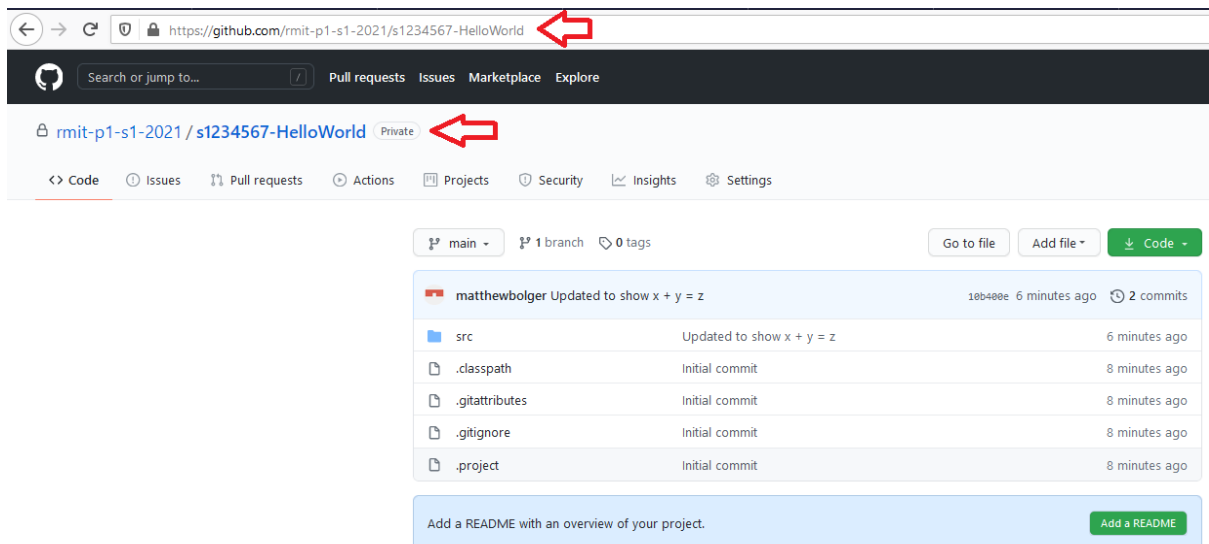 https://github.com/rmit-p1-s1-2021/s1234567-HelloWorld
Search or jump to... / Pull requests Issues Marketplace Explore
rmit-p1-s1-2021 / s1234567-HelloWorld Private
<> Code Issues Pull requests Actions Projects Security Insights Settings
main 1 branch 0 tags Go to file Add file Code
matthewbolger Updated to show x + y = z 10b400e 6 minutes ago 2 commits
src Updated to show x + y = z 6 minutes ago
.classpath Initial commit 8 minutes ago
.gitattributes Initial commit 8 minutes ago
.gitignore Initial commit 8 minutes ago
.project Initial commit 8 minutes ago
Add a README with an overview of your project. Add a README